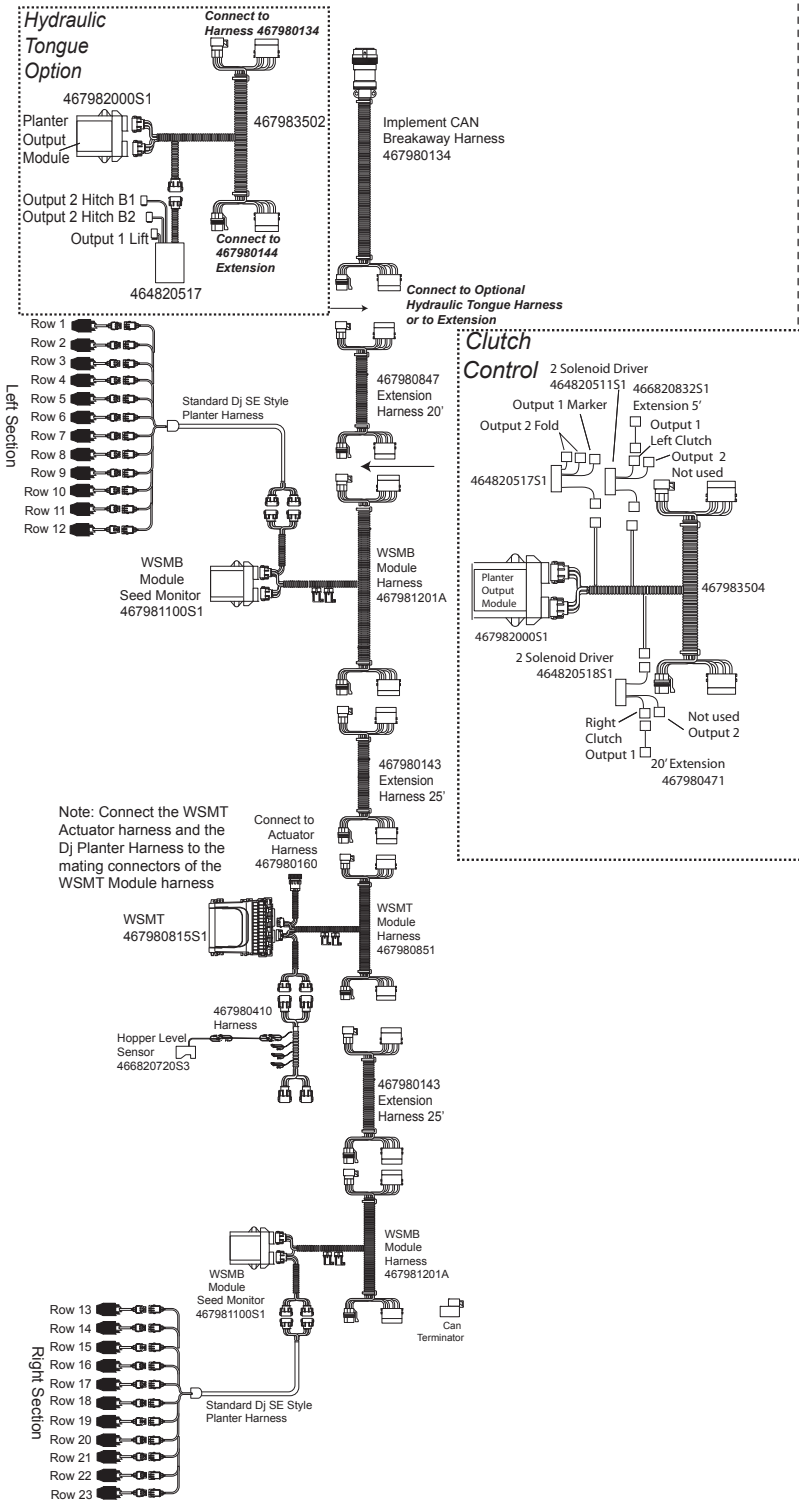 Hydraulic
Tongue
Option
Connect to
Harness 467980134
467982000S1
Planter
Output
Module
467983502
Output 2 Hitch B1
Output 2 Hitch B2
Output 1 Lift
Connect to
467980144
Extension
464820517
Implement CAN
Breakaway Harness
467980134
Connect to Optional
Hydraulic Tongue Harness
or to Extension
Left Section
Row 1
Row 2
Row 3
Row 4
Row 5
Row 6
Row 7
Row 8
Row 9
Row 10
Row 11
Row 12
Standard Dj SE Style
Planter Harness
467980847
Extension
Harness 20'
WSMB
Module
Seed Monitor
467981100S1
WSMB
Module
Harness
467981201A
Clutch
Control
2 Solenoid Driver
464820511S1
466820832S1
Extension 5'
Output 1 Marker
Output 2 Fold
Output 1
Left Clutch
Output 2
Not used
464820517S1
Planter
Output
Module
467982000S1
467983504
2 Solenoid Driver
464820518S1
Right
Clutch
Output 1
Not used
Output 2
20' Extension
467980471
467980143
Extension
Harness 25'
Note: Connect the WSMT
Actuator harness and the
Dj Planter Harness to the
mating connectors of the
WSMT Module harness
Connect to
Actuator
Harness
467980160
WSMT
467980815S1
WSMT
Module
Harness
467980851
467980410
Harness
Hopper Level
Sensor
466820720S3
467980143
Extension
Harness 25'
WSMB
Module
Harness
467981201A
WSMB
Module
Seed Monitor
467981100S1
Can
Terminator
Right Section
Row 13
Row 14
Row 15
Row 16
Row 17
Row 18
Row 19
Row 20
Row 21
Row 22
Row 23
Standard Dj SE Style
Planter Harness